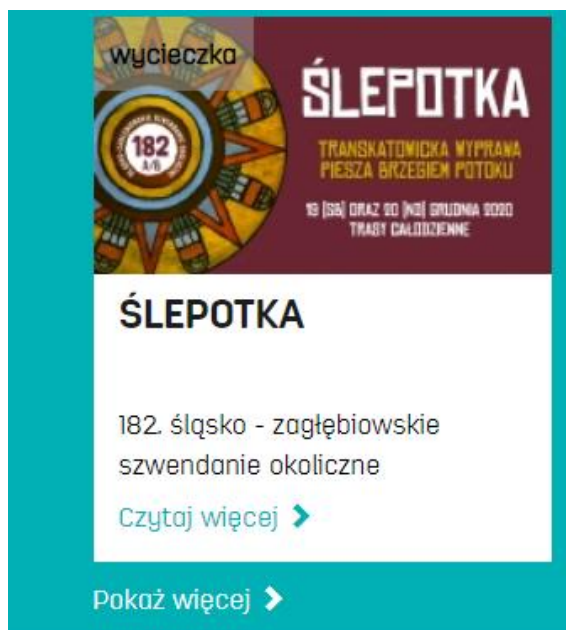 wycieczka
ŚLEPOTKA
182
A/B
TRANSKATOWICKA WYPRAWA
PIESZA BRZEGIEM POTOKU
19 [SB] ORAZ 20 [ND] GRUDNIA 2020
TRASY CAŁODZIENNE
ŚLEPOTKA
182. śląsko - zagłębiowskie
szwendanie okoliczne
Czytaj więcej
Pokaż więcej